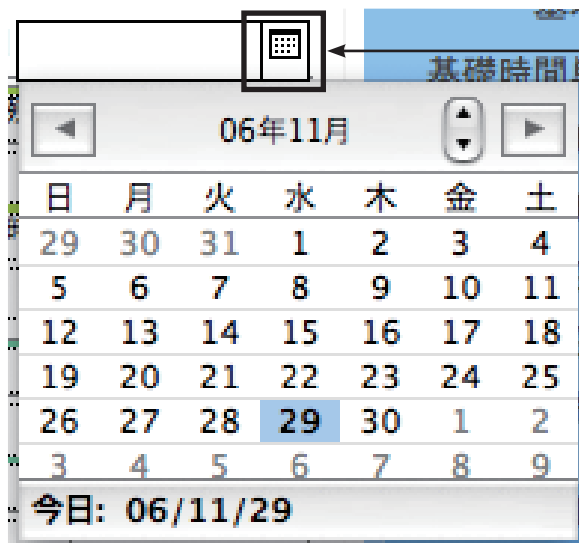 基礎時間
06年11月
日 月 火 水 木 金 土
29 30 31 1 2 3 4
5 6 7 8 9 10 11
12 13 14 15 16 17 18
19 20 21 22 23 24 25
26 27 28 29 30 1 2
3 4 5 6 7 8 9
今日: 06/11/29